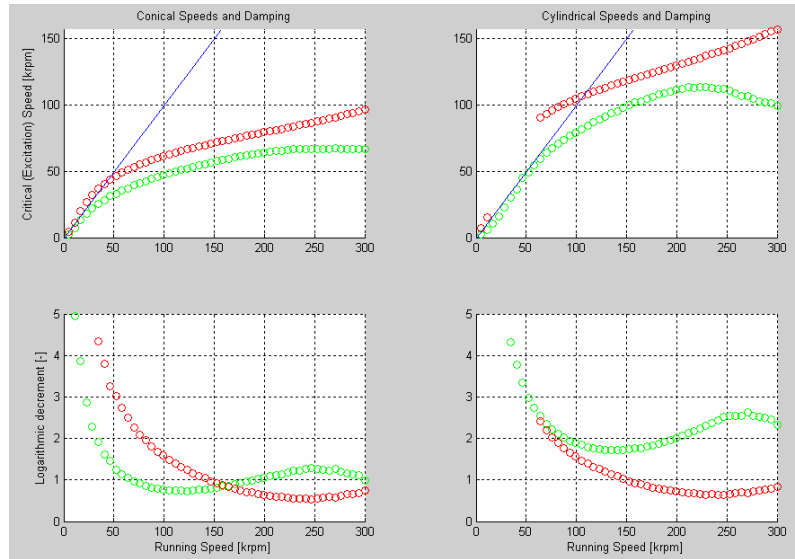 Conical Speeds and Damping
Critical (Excitation) Speed [krpm]
150
100
50
0
0 50 100 150 200 250 300
Cylindrical Speeds and Damping
150
100
50
0
0 50 100 150 200 250 300
Logarithmic decrement [-]
5
4
3
2
1
0
0 50 100 150 200 250 300
Running Speed [krpm]
5
4
3
2
1
0
0 50 100 150 200 250 300
Running Speed [krpm]